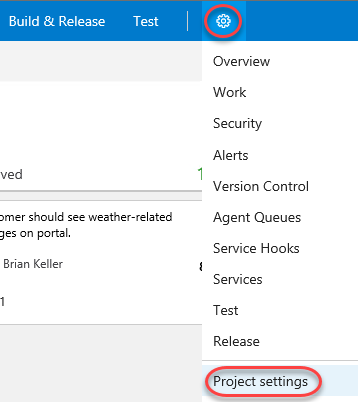 Build & Release Test
Overview
Work
Security
Alerts
ved
Version Control
omer should see weather-related
ges on portal.
Agent Queues
Brian Keller
Service Hooks
Services
1
Test
Release
Project settings